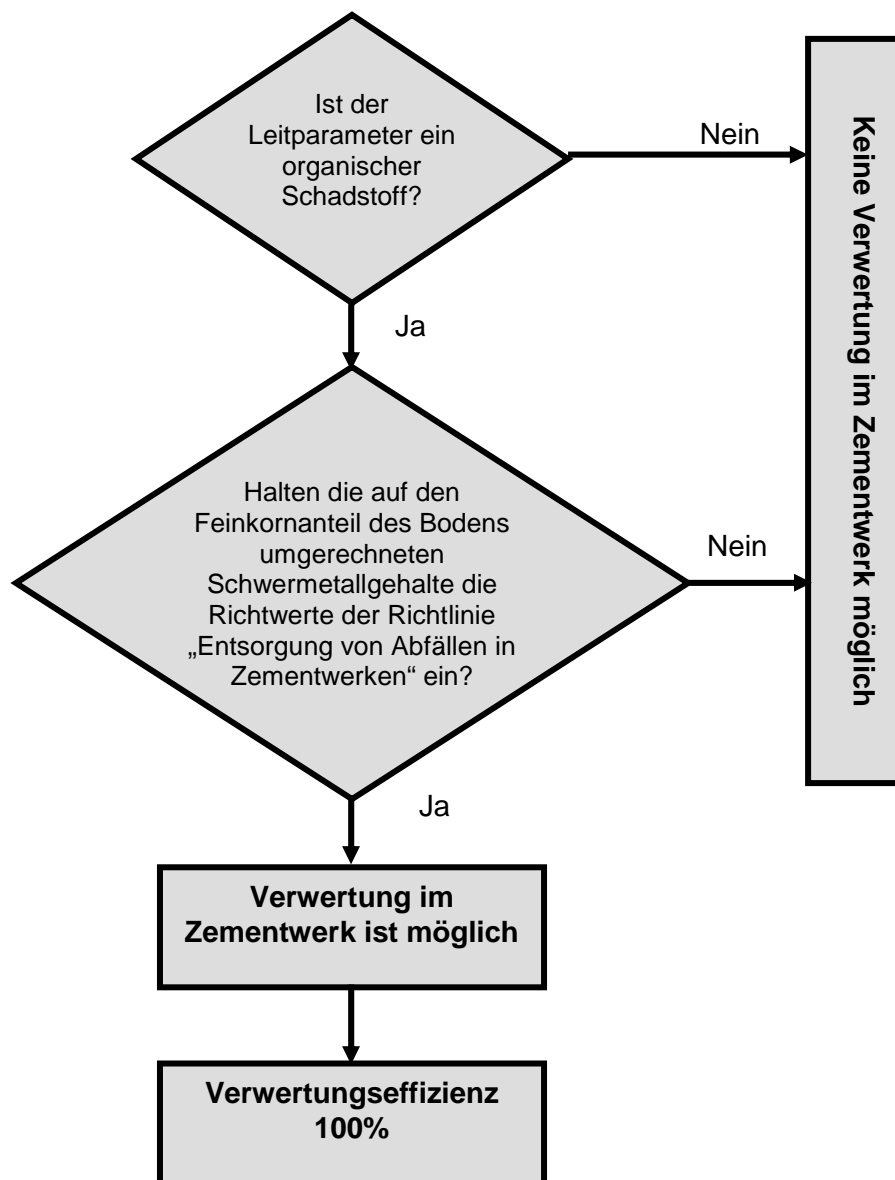 Ist der
Leitparameter ein
organischer
Schadstoff?
Nein
Keine Verwertung im Zementwerk möglich
Ja
Halten die auf den
Feinkornanteil des Bodens
umgerechneten
Schwermetallgehalte die
Richtwerte der Richtlinie
„Entsorgung von Abfällen in
Zementwerken“ ein?
Nein
Ja
Verwertung im
Zementwerk ist möglich
Verwertungseffizienz
100%